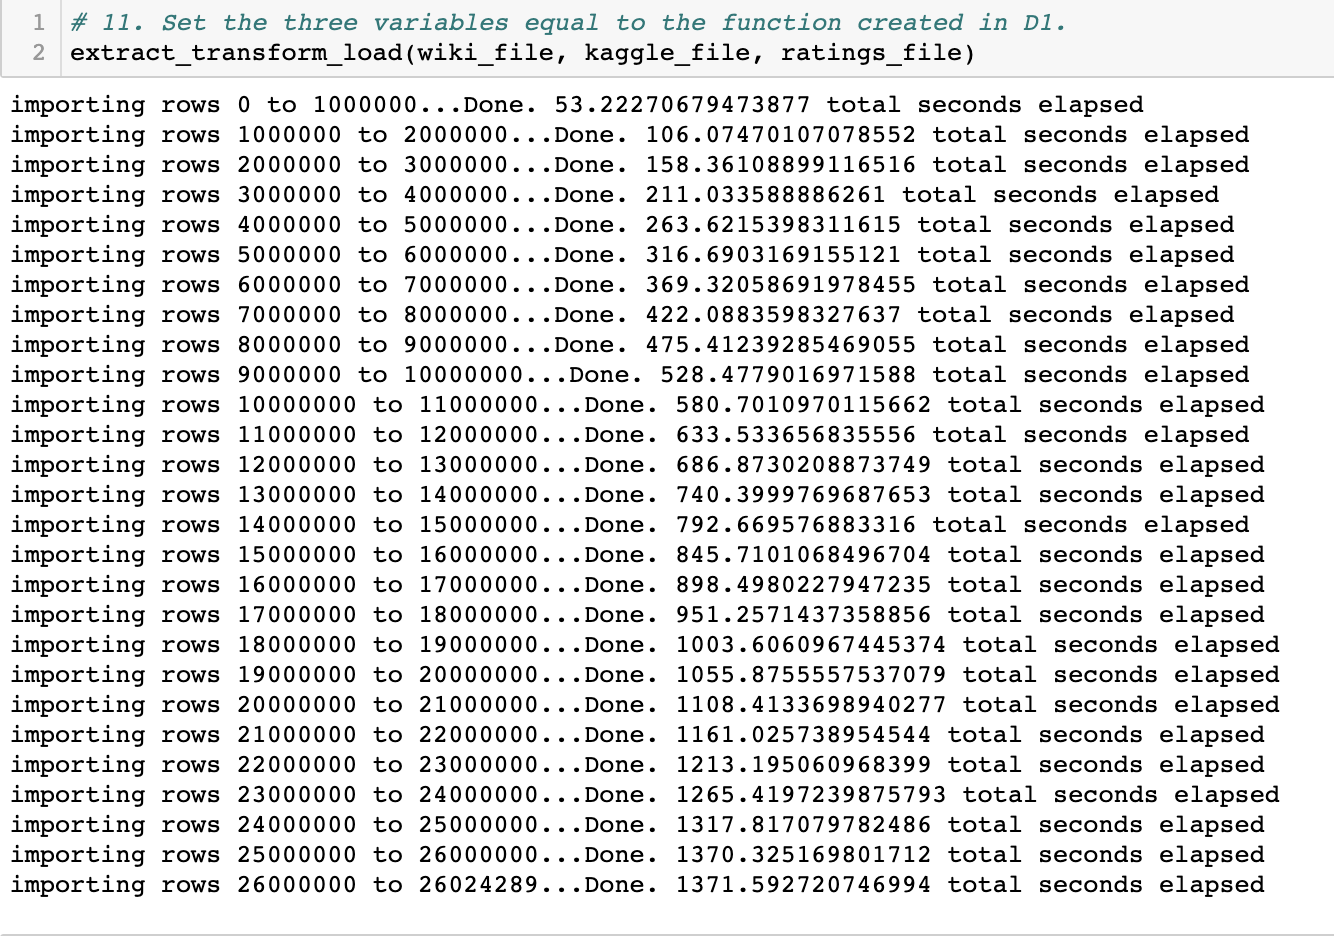 1 # 11. Set the three variables equal to the function created in D1.
2 extract_transform_load(wiki_file, kaggle_file, ratings_file)
importing rows 0 to 1000000...Done. 53.22270679473877 total seconds elapsed
importing rows 1000000 to 2000000...Done. 106.07470107078552 total seconds elapsed
importing rows 2000000 to 3000000...Done. 158.36108899116516 total seconds elapsed
importing rows 3000000 to 4000000...Done. 211.033588886261 total seconds elapsed
importing rows 4000000 to 5000000...Done. 263.6215398311615 total seconds elapsed
importing rows 5000000 to 6000000...Done. 316.6903169155121 total seconds elapsed
importing rows 6000000 to 7000000...Done. 369.32058691978455 total seconds elapsed
importing rows 7000000 to 8000000...Done. 422.0883598327637 total seconds elapsed
importing rows 8000000 to 9000000...Done. 475.41239285469055 total seconds elapsed
importing rows 9000000 to 10000000...Done. 528.4779016971588 total seconds elapsed
importing rows 10000000 to 11000000...Done. 580.7010970115662 total seconds elapsed
importing rows 11000000 to 12000000...Done. 633.533656835556 total seconds elapsed
importing rows 12000000 to 13000000...Done. 686.8730208873749 total seconds elapsed
importing rows 13000000 to 14000000...Done. 740.3999769687653 total seconds elapsed
importing rows 14000000 to 15000000...Done. 792.669576883316 total seconds elapsed
importing rows 15000000 to 16000000...Done. 845.7101068496704 total seconds elapsed
importing rows 16000000 to 17000000...Done. 898.4980227947235 total seconds elapsed
importing rows 17000000 to 18000000...Done. 951.2571437358856 total seconds elapsed
importing rows 18000000 to 19000000...Done. 1003.6060967445374 total seconds elapsed
importing rows 19000000 to 20000000...Done. 1055.8755557537079 total seconds elapsed
importing rows 20000000 to 21000000...Done. 1108.4133698940277 total seconds elapsed
importing rows 21000000 to 22000000...Done. 1161.025738954544 total seconds elapsed
importing rows 22000000 to 23000000...Done. 1213.195060968399 total seconds elapsed
importing rows 23000000 to 24000000...Done. 1265.4197239875793 total seconds elapsed
importing rows 24000000 to 25000000...Done. 1317.817079782486 total seconds elapsed
importing rows 25000000 to 26000000...Done. 1370.325169801712 total seconds elapsed
importing rows 26000000 to 26024289...Done. 1371.592720746994 total seconds elapsed